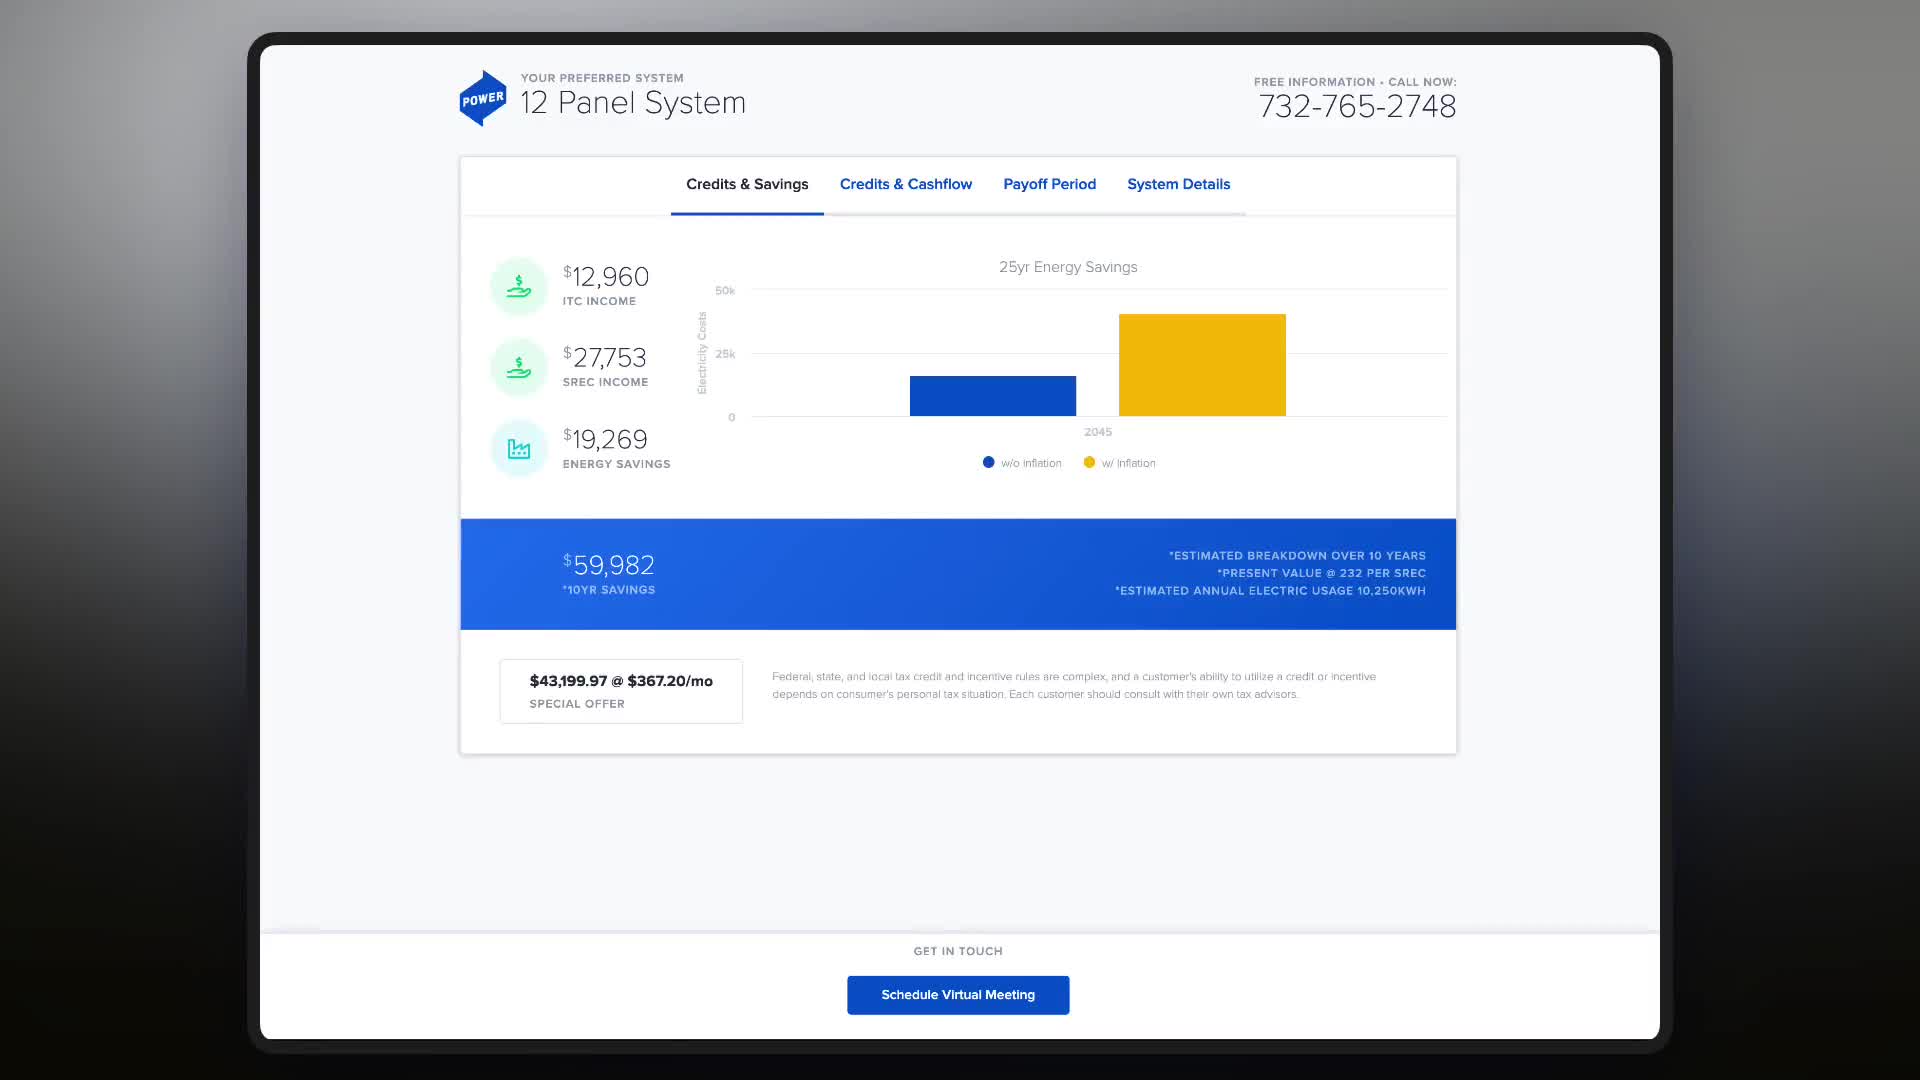 POWER
YOUR PREFERRED SYSTEM
12 Panel System
FREE INFORMATION • CALL NOW:
732-765-2748
Credits & Savings
Credits & Cashflow
Payoff Period
System Details
$12,960
ITC INCOME
$27,753
SREC INCOME
$19,269
ENERGY SAVINGS
25yr Energy Savings
Electricity Costs
50k
25k
0
2045
w/o inflation
w/ Inflation
$59,982
*10YR SAVINGS
*ESTIMATED BREAKDOWN OVER 10 YEARS
*PRESENT VALUE @ 232 PER SREC
*ESTIMATED ANNUAL ELECTRIC USAGE 10,250KWH
$43,199.97 @ $367.20/mo
SPECIAL OFFER
Federal, state, and local tax credit and incentive rules are complex, and a customer's ability to utilize a credit or incentive
depends on consumer's personal tax situation. Each customer should consult with their own tax advisors.
GET IN TOUCH
Schedule Virtual Meeting